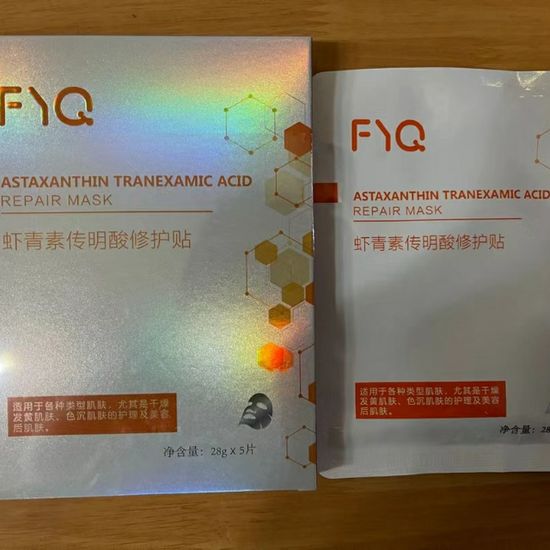 FYQ
ASTAXANTHIN TRANEXAMIC ACID
REPAIR MASK
虾青素传明酸修护贴
适用于各种类型肌肤，尤其是干燥
发黄肌肤、色沉肌肤的护理及美容
后肌肤。
净含量：28g X 5片
FYQ
ASTAXANTHIN TRANEXAMIC ACID
REPAIR MASK
虾青素传明酸修护贴
适用于各种类型肌肤，尤其是干燥
发黄肌肤、色沉肌肤的护理及美容
后肌肤。
净含量：28